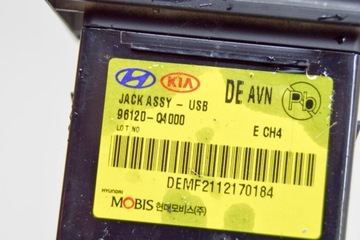 KIA
DE AVN
Pb
JACK ASSY - USB
96120-Q4000
LOT NO
E CH4
DEMF2112170184
HYUNDAI
MOBIS 현대모비스(주)